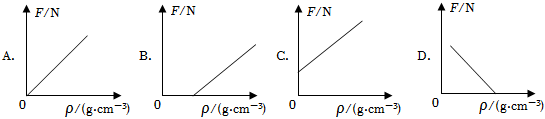 A. F/N 0 ρ/(g·cm⁻³)
B. F/N 0 ρ/(g·cm⁻³)
C. F/N 0 ρ/(g·cm⁻³)
D. F/N 0 ρ/(g·cm⁻³)